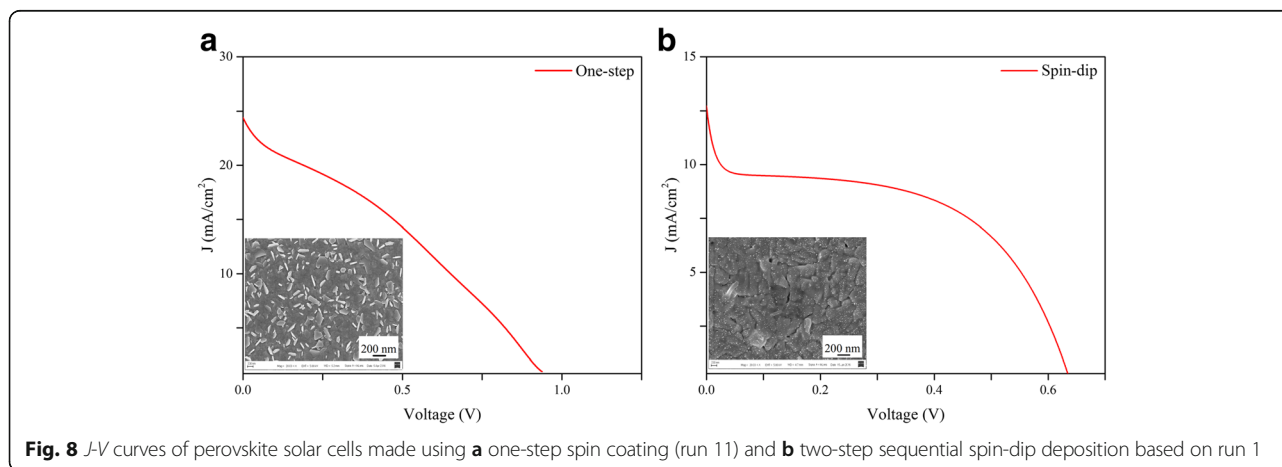 a
30
One-step
20
J (mA/cm²)
10
200 nm
0.0 0.5 1.0
Voltage (V)
b
15
Spin-dip
10
J (mA/cm²)
5
200 nm
0.0 0.2 0.4 0.6
Voltage (V)
Fig. 8 J-V curves of perovskite solar cells made using a one-step spin coating (run 11) and b two-step sequential spin-dip deposition based on run 1